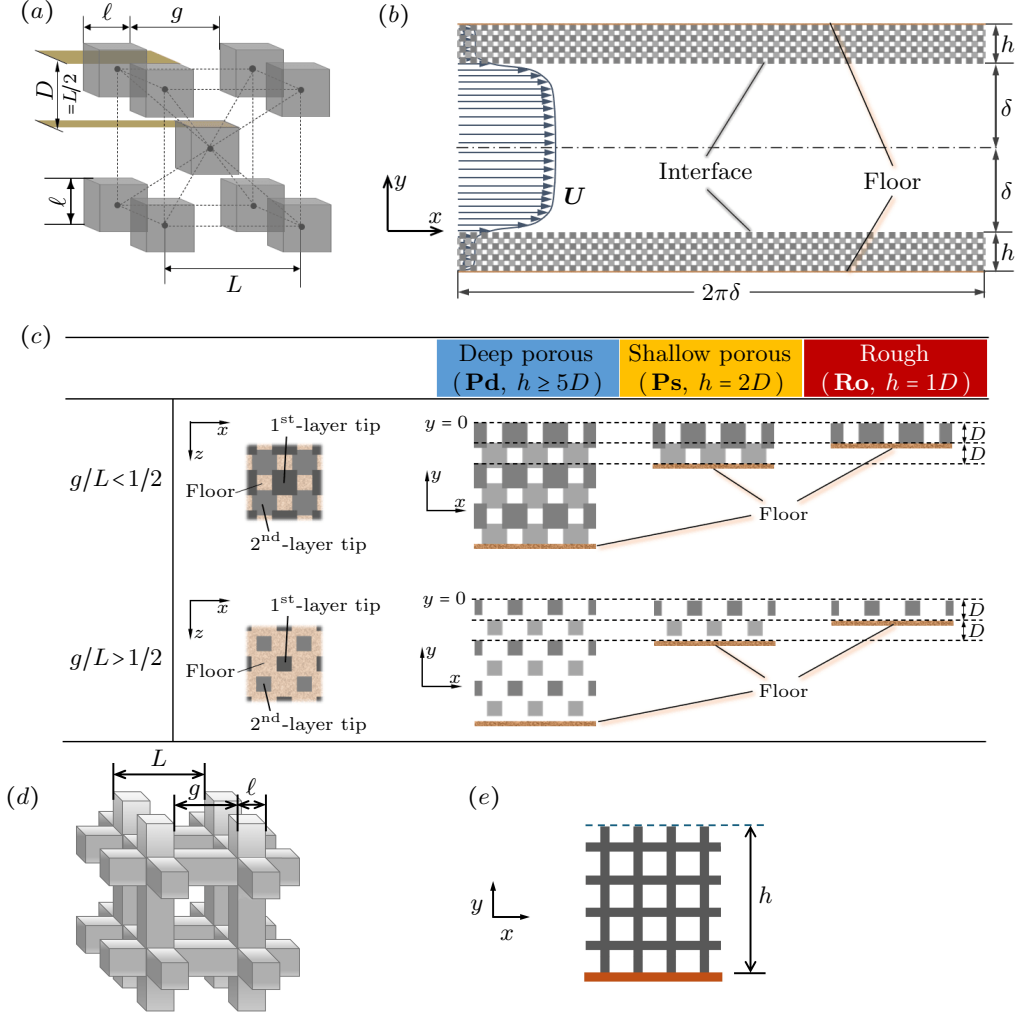 (a)
ℓ
g
D
=L/2
ℓ
L
(b)
h
δ
Interface
Floor
U
δ
h
y
x
2πδ
(c)
Deep porous
(Pd, h ≥ 5D)
Shallow porous
(Ps, h = 2D)
Rough
(Ro, h = 1D)
g/L<1/2
x
z
1st-layer tip
Floor
2nd-layer tip
y = 0
y
x
D
D
Floor
g/L>1/2
x
z
1st-layer tip
Floor
2nd-layer tip
y = 0
y
x
D
D
Floor
(d)
L
g
ℓ
(e)
y
x
h